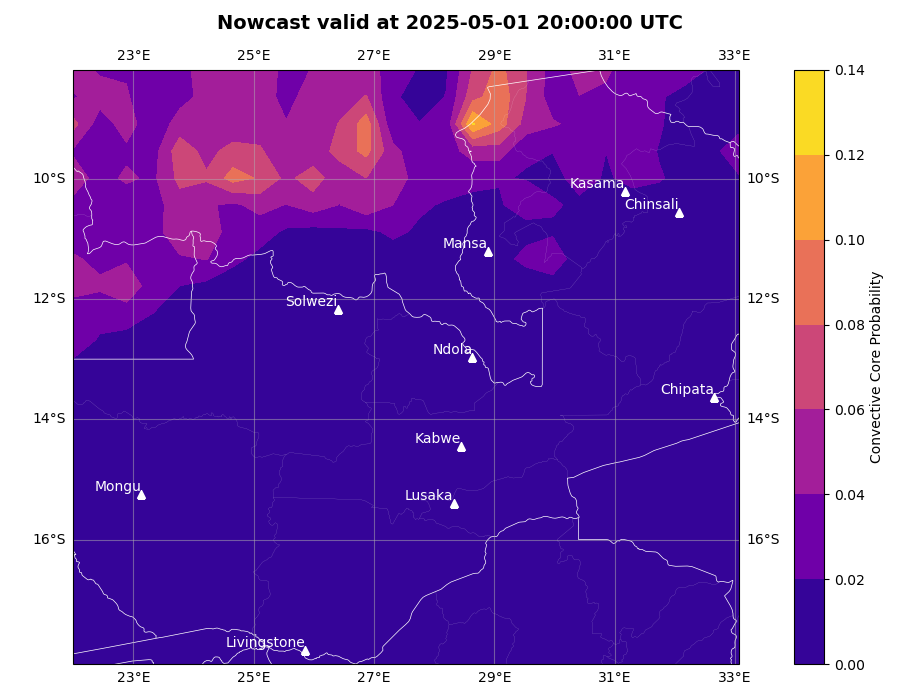 Nowcast valid at 2025-05-01 20:00:00 UTC
23°E 25°E 27°E 29°E 31°E 33°E
10°S 10°S
12°S 12°S
14°S 14°S
16°S 16°S
Kasama
Chinsali
Mansa
Solwezi
Ndola
Chipata
Kabwe
Mongu
Lusaka
Livingstone
23°E 25°E 27°E 29°E 31°E 33°E
0.14
0.12
0.10
0.08
0.06
0.04
0.02
0.00
Convective Core Probability